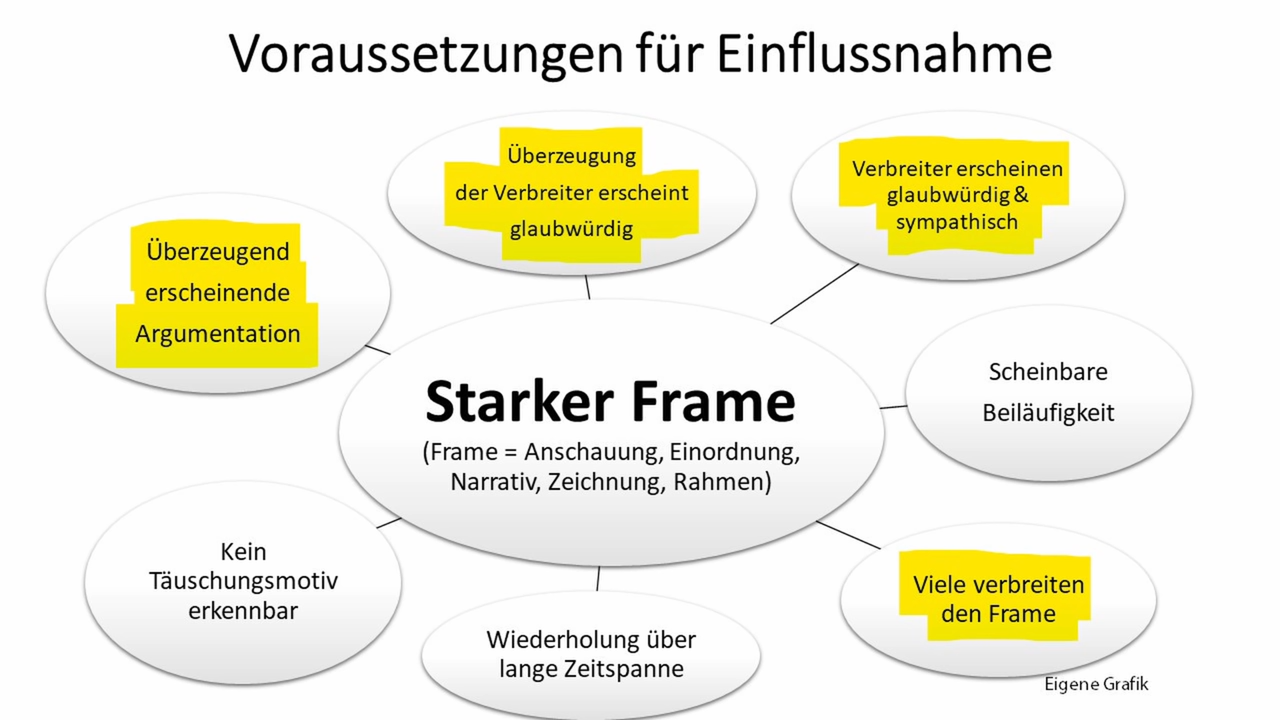 Voraussetzungen für Einflussnahme
Überzeugung
der Verbreiter erscheint
glaubwürdig
Verbreiter erscheinen
glaubwürdig &
sympathisch
Überzeugend
erscheinende
Argumentation
Starker Frame
(Frame = Anschauung, Einordnung,
Narrativ, Zeichnung, Rahmen)
Scheinbare
Beiläufigkeit
Kein
Täuschungsmotiv
erkennbar
Wiederholung über
lange Zeitspanne
Viele verbreiten
den Frame
Eigene Grafik